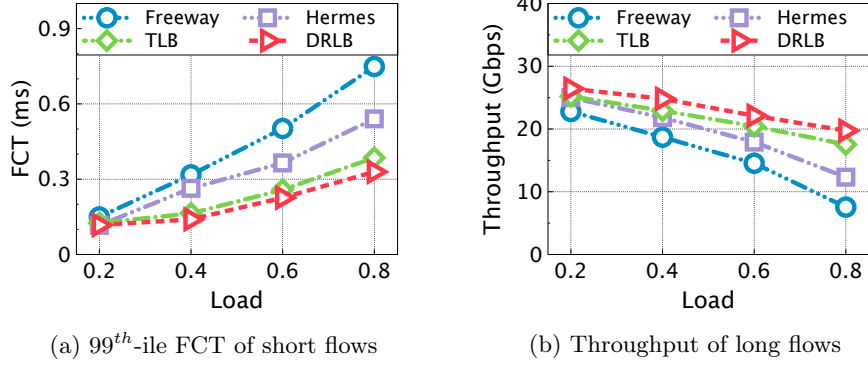 Freeway Hermes
TLB DRLB
FCT (ms)
0.9
0.6
0.3
0
0.2 0.4 0.6 0.8
Load
(a) 99th-ile FCT of short flows
Freeway Hermes
TLB DRLB
Throughput (Gbps)
40
30
20
10
0
0.2 0.4 0.6 0.8
Load
(b) Throughput of long flows